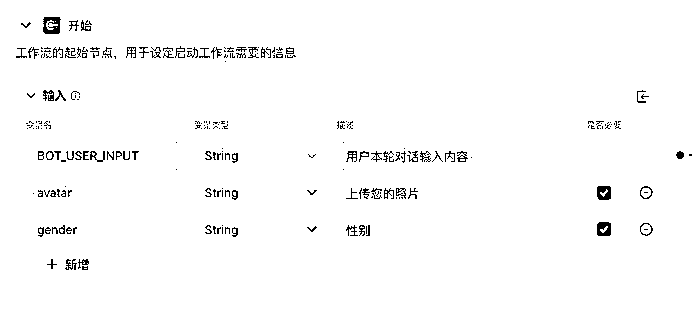 开始
工作流的起始节点，用于设定启动工作流需要的信息
输入
变量名 变量类型 描述 是否必要
BOT_USER_INPUT String 用户本轮对话输入内容
avatar String 上传您的照片
gender String 性别
+ 新增